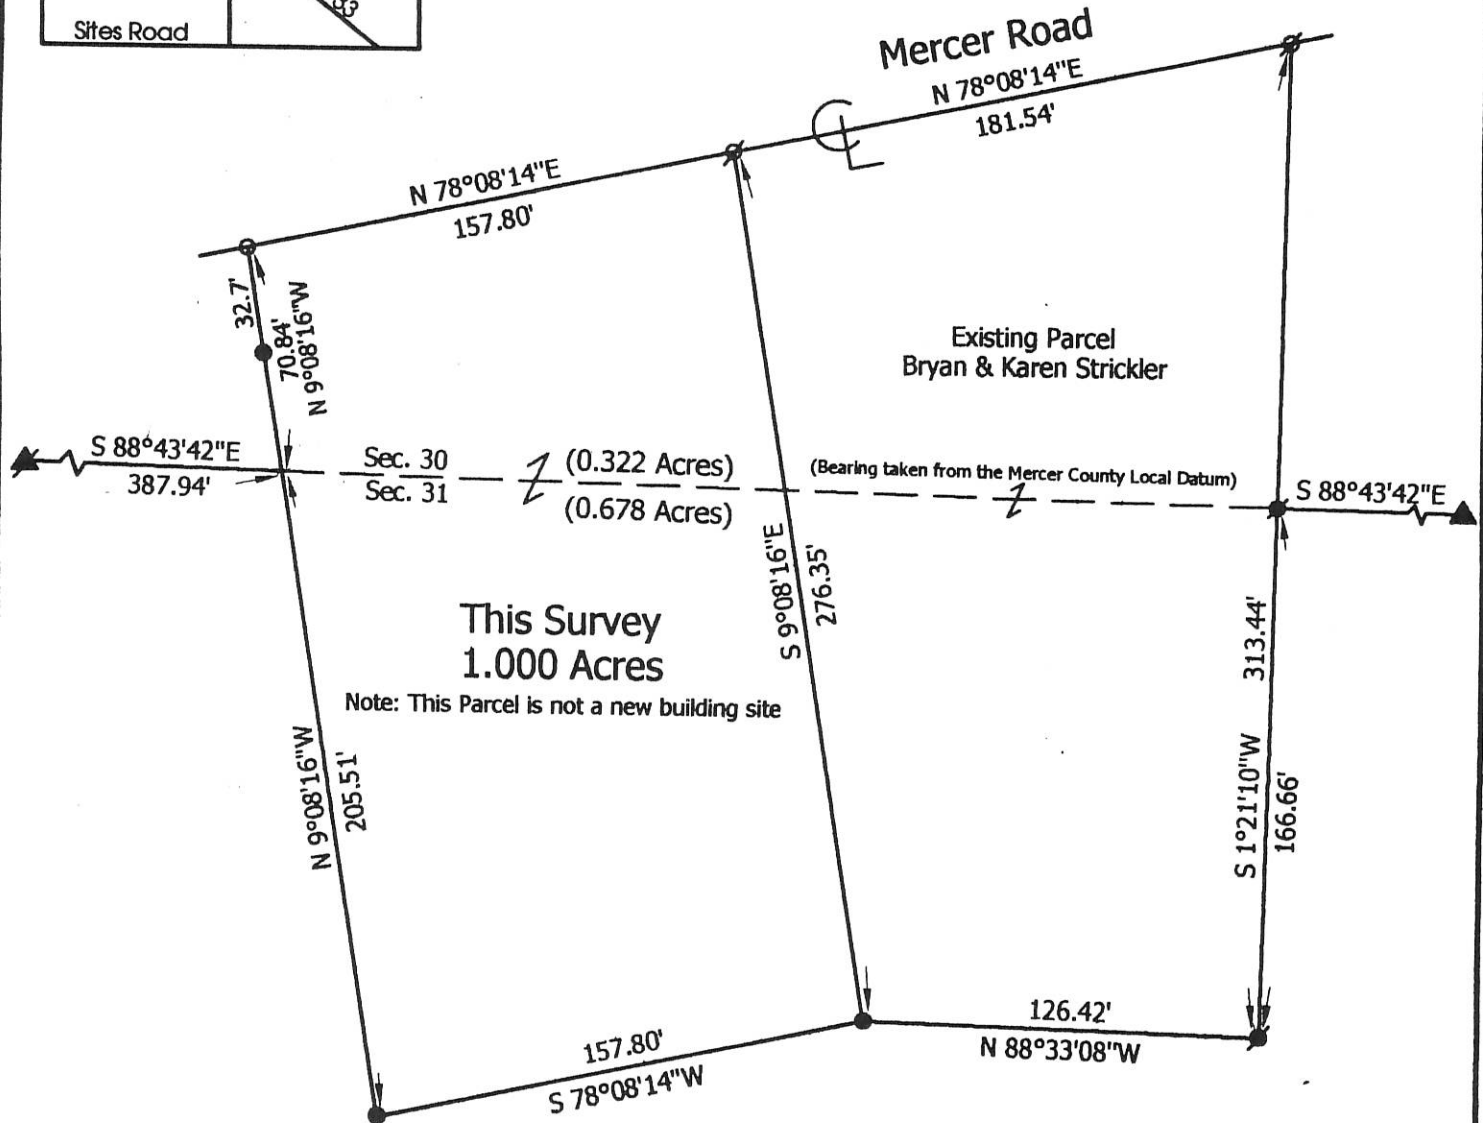 Sites Road
Mercer Road
N 78°08'14"E
181.54'
N 78°08'14"E
157.80'
32.7'
70.84'
N 9°08'16"W
Existing Parcel
Bryan & Karen Strickler
S 88°43'42"E
387.94'
Sec. 30
Sec. 31
(0.322 Acres)
(0.678 Acres)
(Bearing taken from the Mercer County Local Datum)
S 88°43'42"E
S 9°08'16"E
276.35'
This Survey
1.000 Acres
Note: This Parcel is not a new building site
N 9°08'16"W
205.51'
313.44'
S 1°21'10"W
166.66'
126.42'
N 88°33'08"W
157.80'
S 78°08'14"W